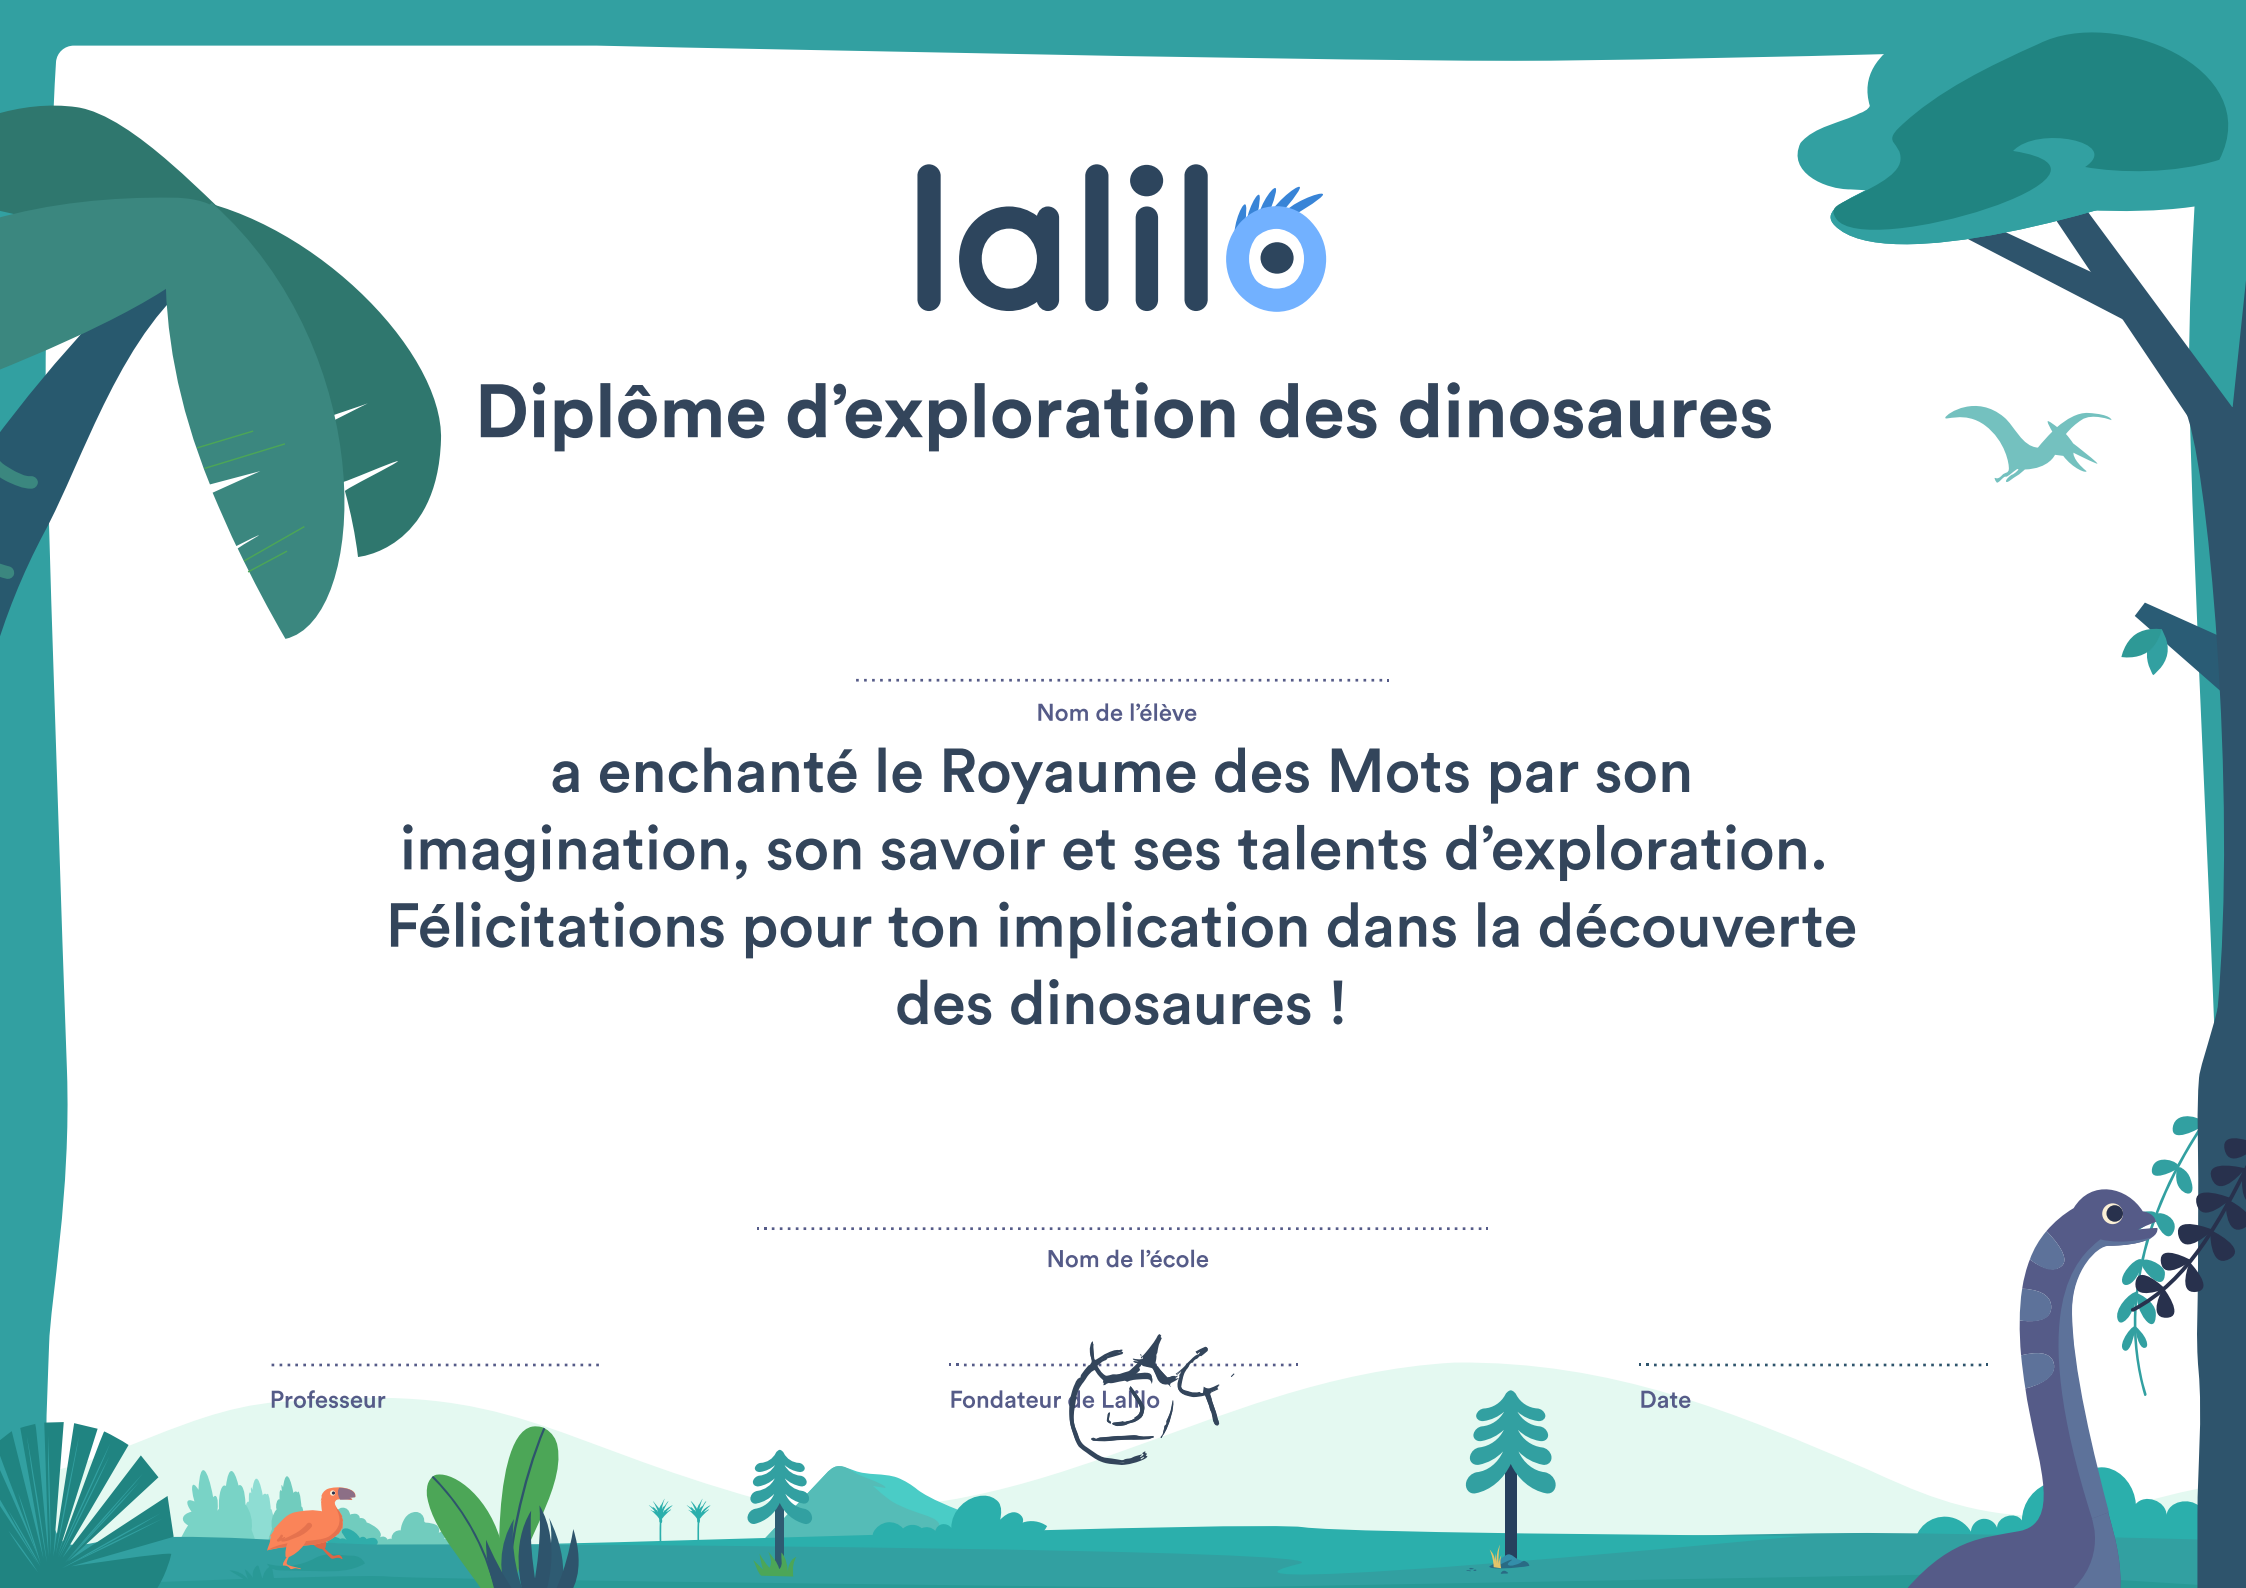 lalilo
Diplôme d’exploration des dinosaures
Nom de l’élève
a enchanté le Royaume des Mots par son
imagination, son savoir et ses talents d’exploration.
Félicitations pour ton implication dans la découverte
des dinosaures !
Nom de l’école
Professeur
Fondateur de Lalilo
Date